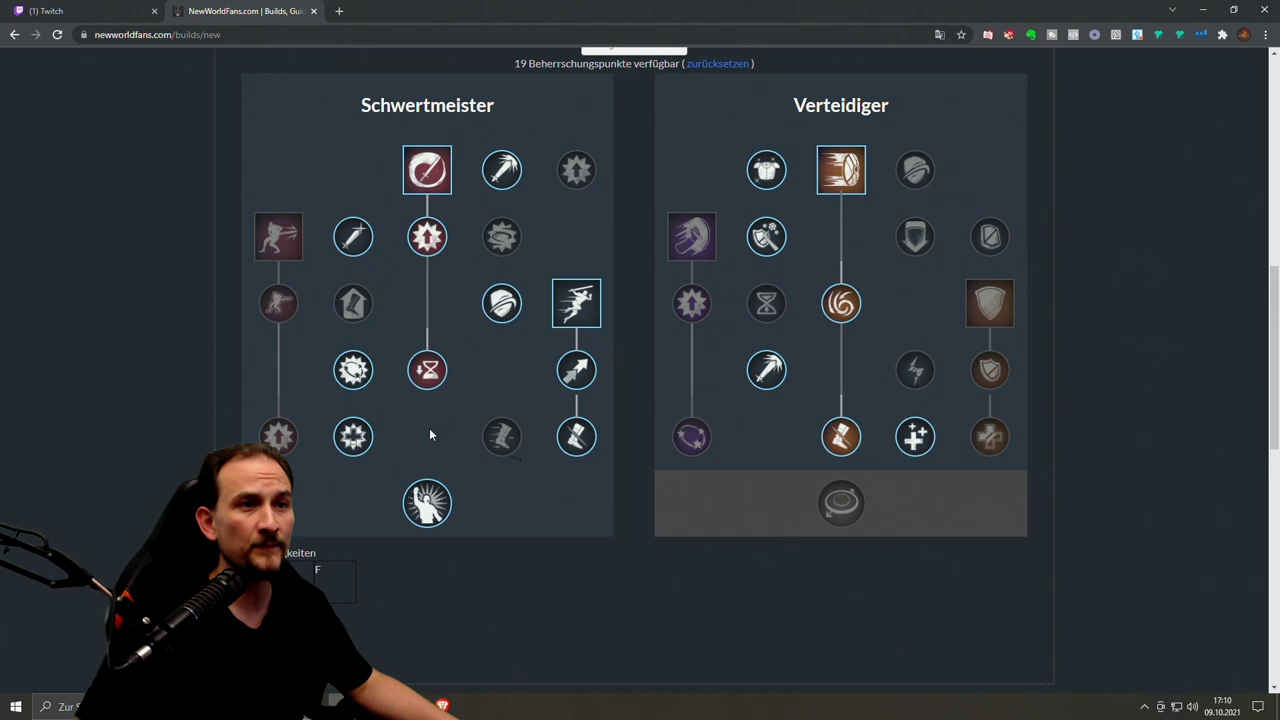 (1) Twitch
NewWorldFans.com | Builds, Guid
newworldfans.com/builds/new
19 Beherrschungspunkte verfügbar ( zurücksetzen )
Schwertmeister
Verteidiger
F
17:10
09.10.2021